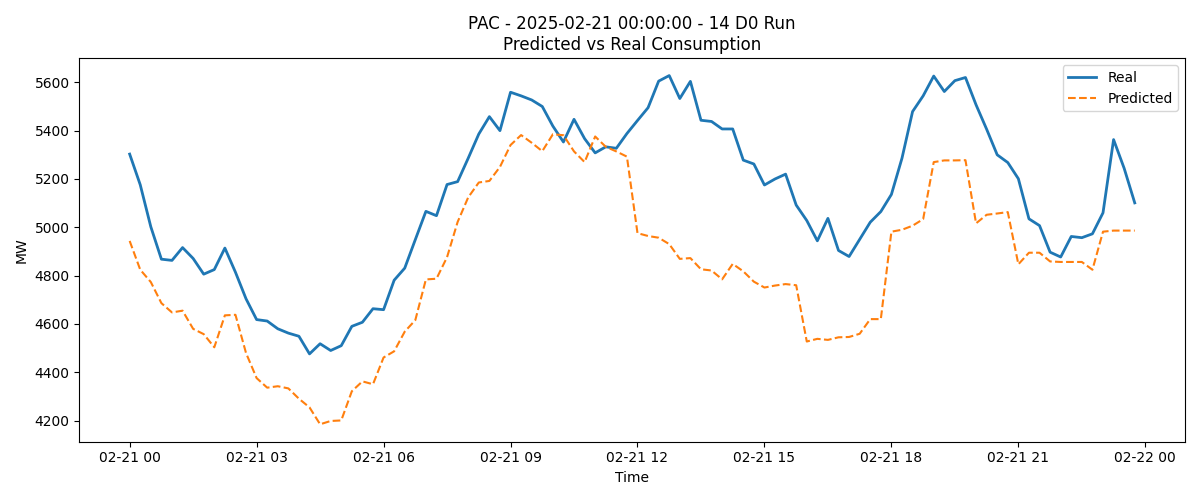 PAC - 2025-02-21 00:00:00 - 14 D0 Run
Predicted vs Real Consumption
Real
Predicted
MW
5600
5400
5200
5000
4800
4600
4400
4200
02-21 00
02-21 03
02-21 06
02-21 09
02-21 12
02-21 15
02-21 18
02-21 21
02-22 00
Time